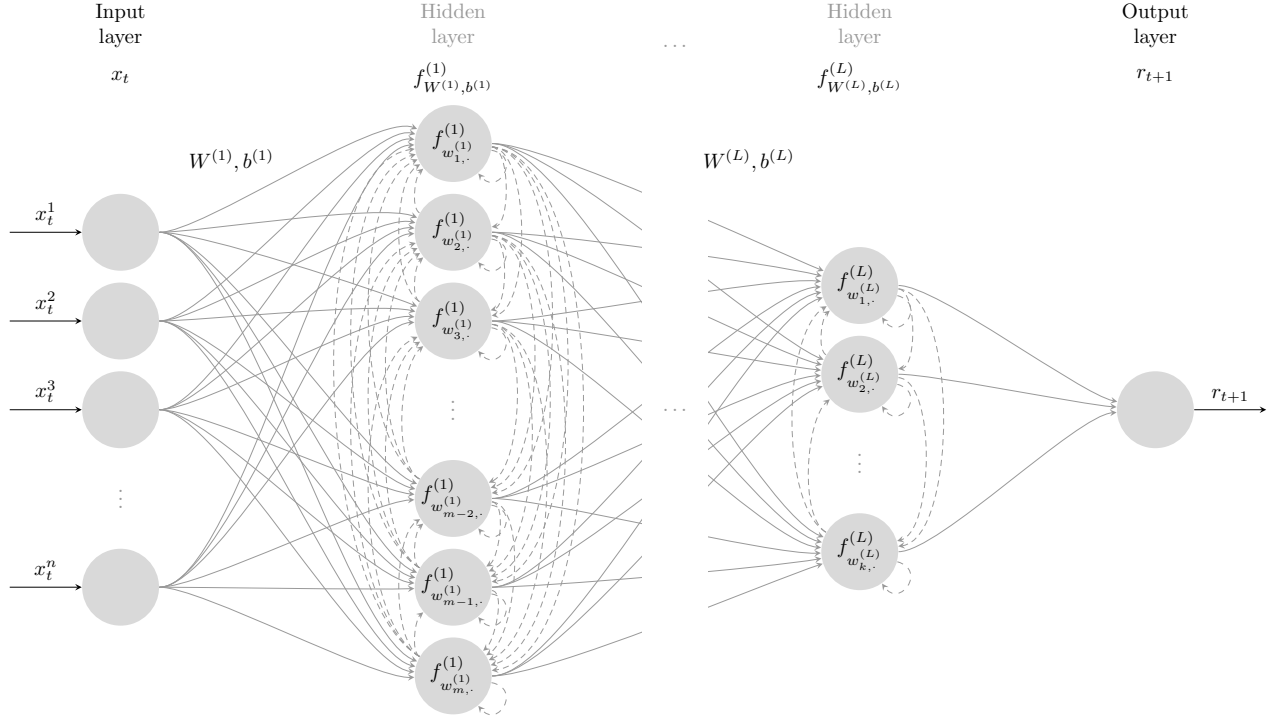 Input layer
Hidden layer
...
Hidden layer
Output layer
x_t
f^{(1)}_{W^{(1)},b^{(1)}}
f^{(L)}_{W^{(L)},b^{(L)}}
r_{t+1}
W^{(1)}, b^{(1)}
W^{(L)}, b^{(L)}
x_t^1
x_t^2
x_t^3
⋮
x_t^n
f^{(1)}_{w^{(1)}_{1,·}}
f^{(1)}_{w^{(1)}_{2,·}}
f^{(1)}_{w^{(1)}_{3,·}}
⋮
f^{(1)}_{w^{(1)}_{m-2,·}}
f^{(1)}_{w^{(1)}_{m-1,·}}
f^{(1)}_{w^{(1)}_{m,·}}
...
f^{(L)}_{w^{(L)}_{1,·}}
f^{(L)}_{w^{(L)}_{2,·}}
⋮
f^{(L)}_{w^{(L)}_{k,·}}
r_{t+1}